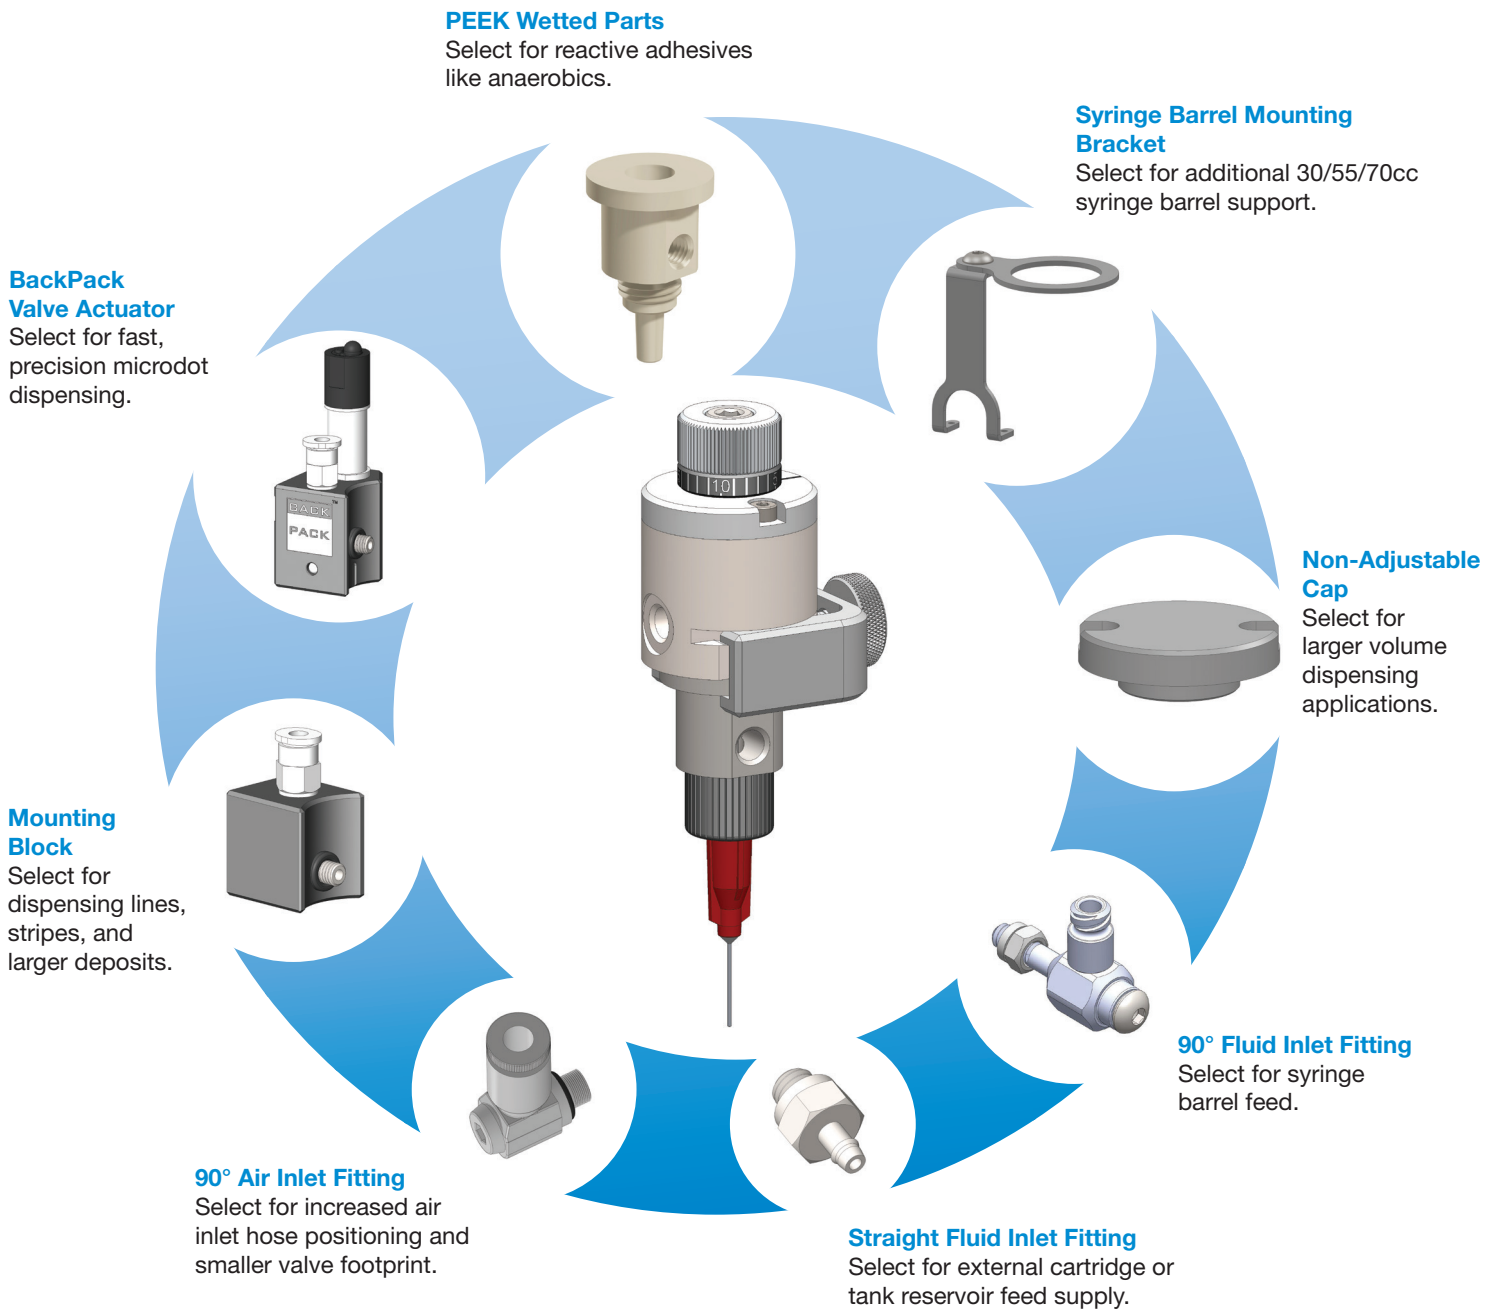 PEEK Wetted Parts
Select for reactive adhesives
like anaerobics.
Syringe Barrel Mounting
Bracket
Select for additional 30/55/70cc
syringe barrel support.
BackPack
Valve Actuator
Select for fast,
precision microdot
dispensing.
BACK™
PACK
10
Non-Adjustable
Cap
Select for
larger volume
dispensing
applications.
Mounting
Block
Select for
dispensing lines,
stripes, and
larger deposits.
90° Fluid Inlet Fitting
Select for syringe
barrel feed.
90° Air Inlet Fitting
Select for increased air
inlet hose positioning and
smaller valve footprint.
Straight Fluid Inlet Fitting
Select for external cartridge or
tank reservoir feed supply.